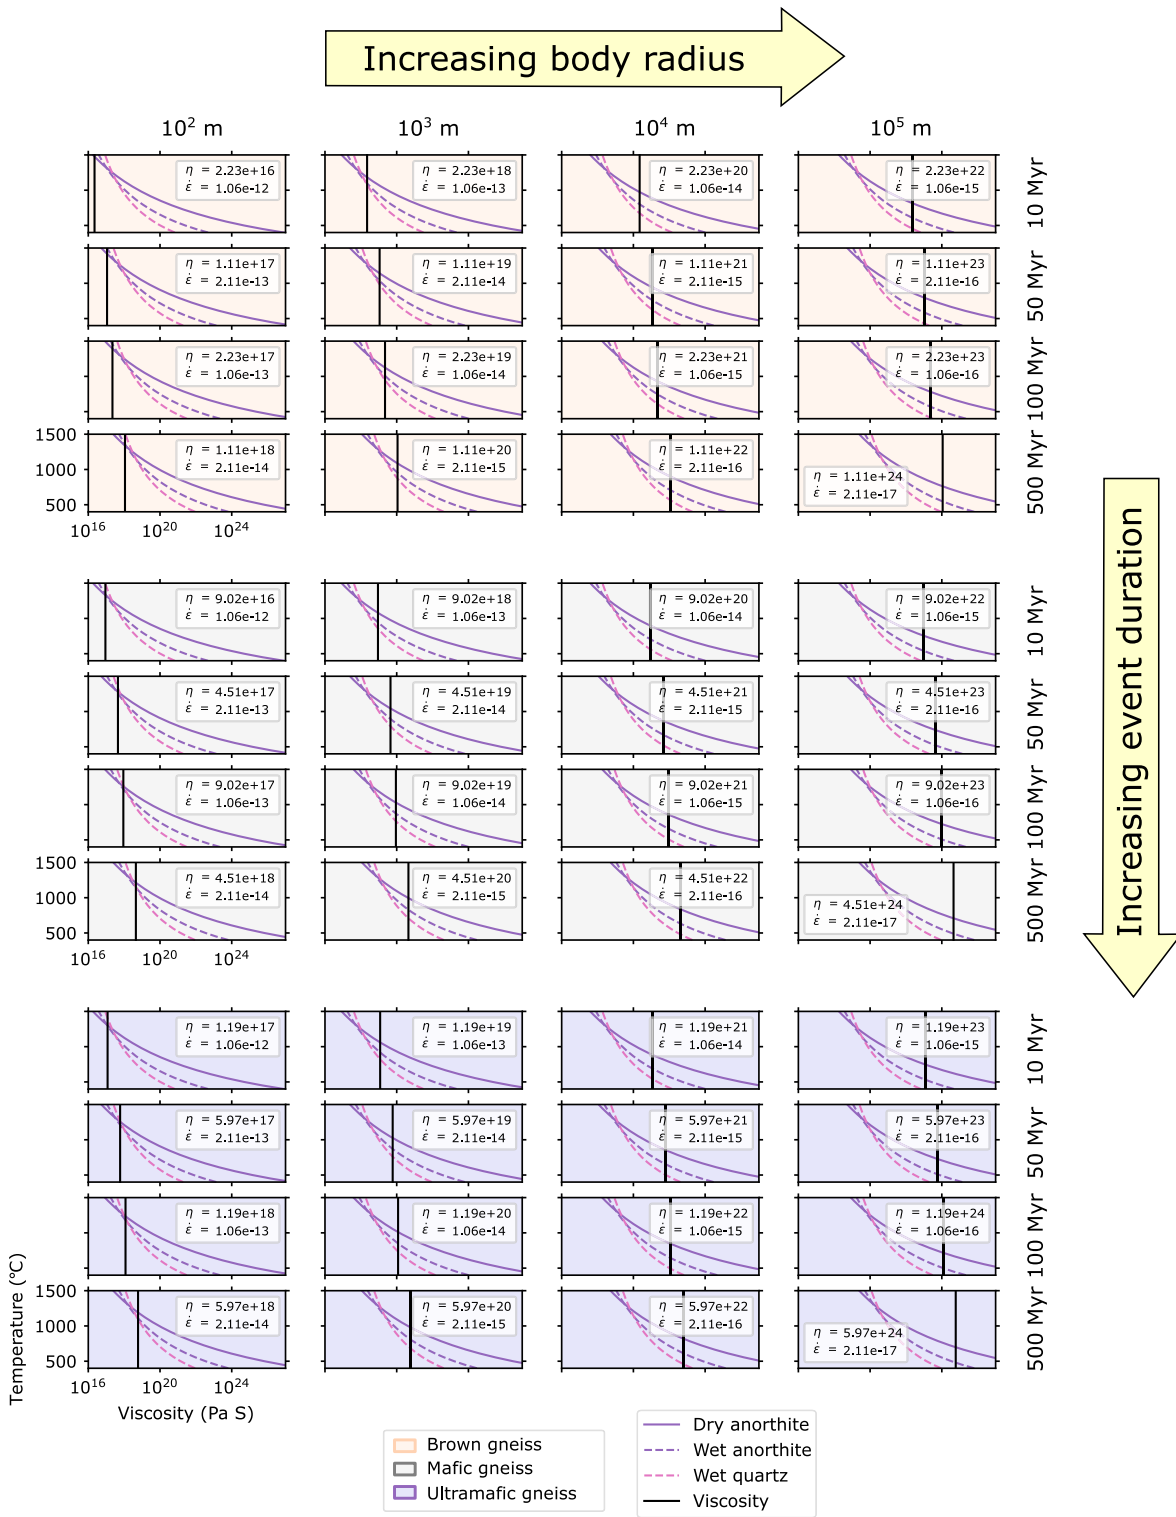 Increasing body radius
10² m 10³ m 10⁴ m 10⁵ m
η = 2.23e+16 η = 2.23e+18 η = 2.23e+20 η = 2.23e+22
ε̇ = 1.06e-12 ε̇ = 1.06e-13 ε̇ = 1.06e-14 ε̇ = 1.06e-15
10 Myr
η = 1.11e+17 η = 1.11e+19 η = 1.11e+21 η = 1.11e+23
ε̇ = 2.11e-13 ε̇ = 2.11e-14 ε̇ = 2.11e-15 ε̇ = 2.11e-16
50 Myr
η = 2.23e+17 η = 2.23e+19 η = 2.23e+21 η = 2.23e+23
ε̇ = 1.06e-13 ε̇ = 1.06e-14 ε̇ = 1.06e-15 ε̇ = 1.06e-16
100 Myr
1500
1000
500
η = 1.11e+18 η = 1.11e+20 η = 1.11e+22 η = 1.11e+24
ε̇ = 2.11e-14 ε̇ = 2.11e-15 ε̇ = 2.11e-16 ε̇ = 2.11e-17
500 Myr
10¹⁶ 10²⁰ 10²⁴
η = 9.02e+16 η = 9.02e+18 η = 9.02e+20 η = 9.02e+22
ε̇ = 1.06e-12 ε̇ = 1.06e-13 ε̇ = 1.06e-14 ε̇ = 1.06e-15
10 Myr
η = 4.51e+17 η = 4.51e+19 η = 4.51e+21 η = 4.51e+23
ε̇ = 2.11e-13 ε̇ = 2.11e-14 ε̇ = 2.11e-15 ε̇ = 2.11e-16
50 Myr
η = 9.02e+17 η = 9.02e+19 η = 9.02e+21 η = 9.02e+23
ε̇ = 1.06e-13 ε̇ = 1.06e-14 ε̇ = 1.06e-15 ε̇ = 1.06e-16
100 Myr
1500
1000
500
η = 4.51e+18 η = 4.51e+20 η = 4.51e+22 η = 4.51e+24
ε̇ = 2.11e-14 ε̇ = 2.11e-15 ε̇ = 2.11e-16 ε̇ = 2.11e-17
500 Myr
10¹⁶ 10²⁰ 10²⁴
Increasing event duration
η = 1.19e+17 η = 1.19e+19 η = 1.19e+21 η = 1.19e+23
ε̇ = 1.06e-12 ε̇ = 1.06e-13 ε̇ = 1.06e-14 ε̇ = 1.06e-15
10 Myr
η = 5.97e+17 η = 5.97e+19 η = 5.97e+21 η = 5.97e+23
ε̇ = 2.11e-13 ε̇ = 2.11e-14 ε̇ = 2.11e-15 ε̇ = 2.11e-16
50 Myr
η = 1.19e+18 η = 1.19e+20 η = 1.19e+22 η = 1.19e+24
ε̇ = 1.06e-13 ε̇ = 1.06e-14 ε̇ = 1.06e-15 ε̇ = 1.06e-16
100 Myr
Temperature (°C)
1500
1000
500
η = 5.97e+18 η = 5.97e+20 η = 5.97e+22 η = 5.97e+24
ε̇ = 2.11e-14 ε̇ = 2.11e-15 ε̇ = 2.11e-16 ε̇ = 2.11e-17
500 Myr
10¹⁶ 10²⁰ 10²⁴
Viscosity (Pa S)
Brown gneiss
Mafic gneiss
Ultramafic gneiss
Dry anorthite
Wet anorthite
Wet quartz
Viscosity